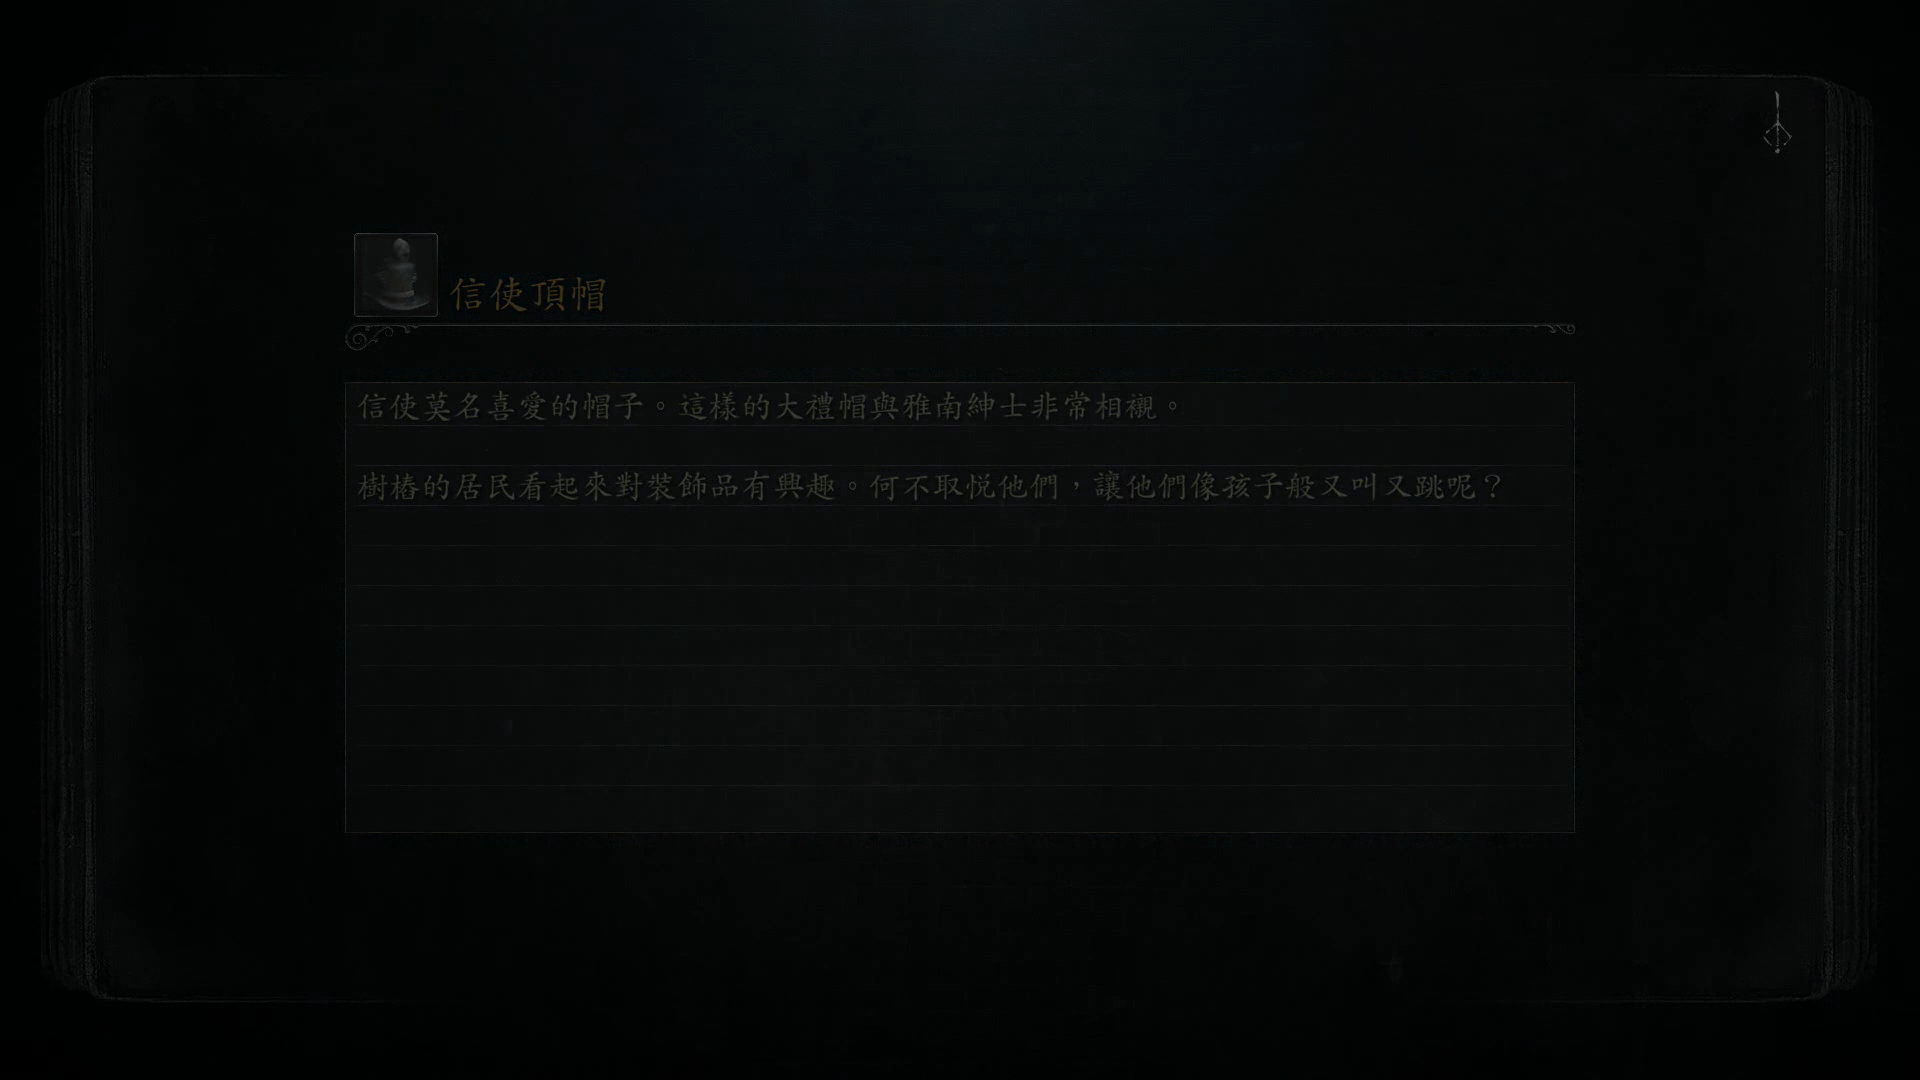 信使頂帽
信使莫名喜愛的帽子。這樣的大禮帽與雅南紳士非常相襯。
樹樁的居民看起來對裝飾品有興趣。何不取悅他們，讓他們像孩子般又叫又跳呢？